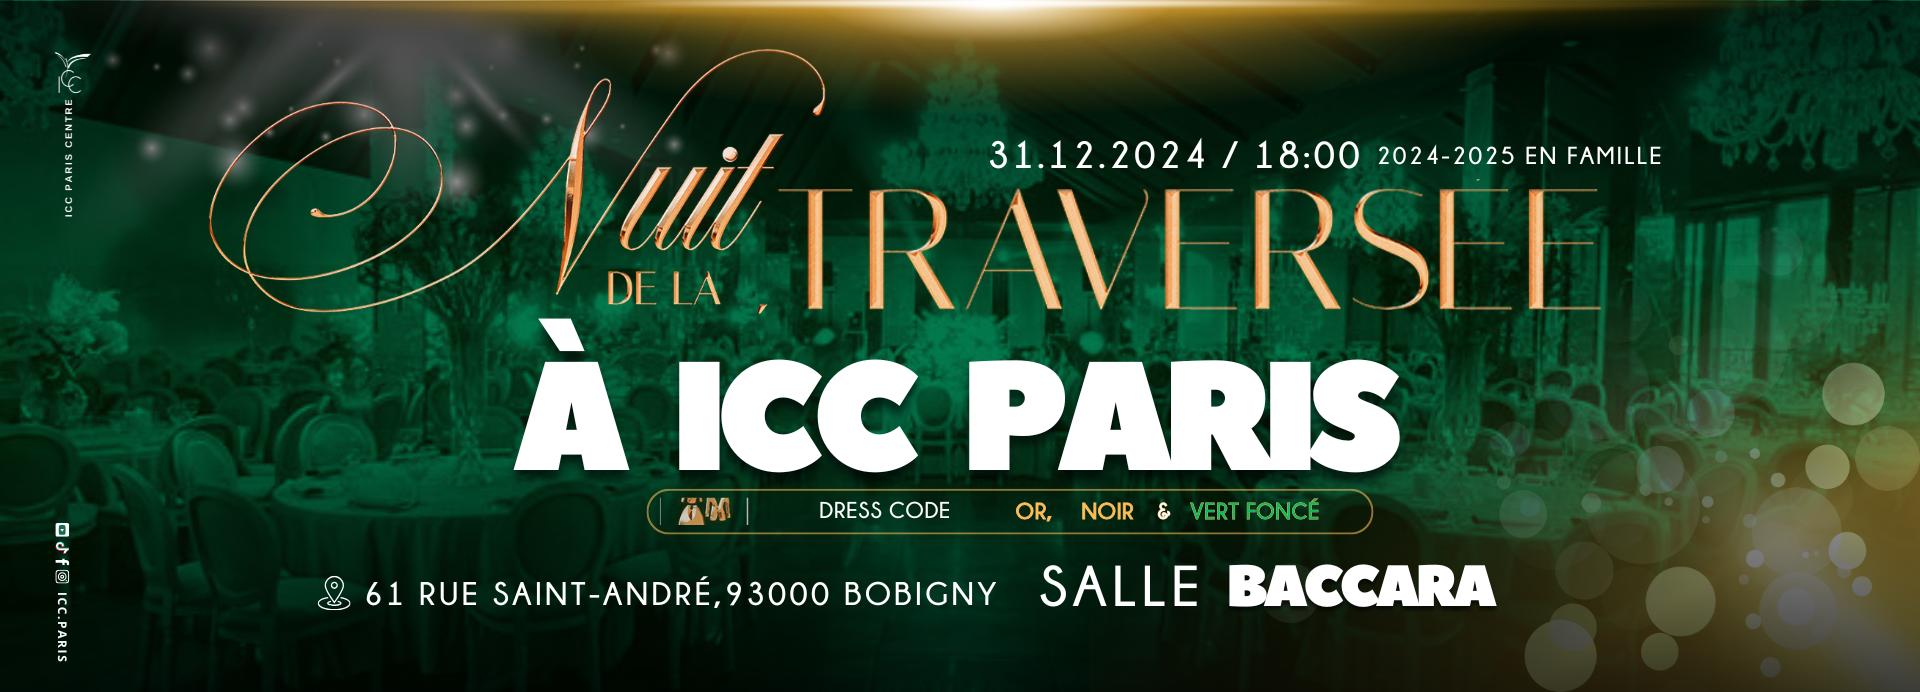 ICC PARIS CENTRE
31.12.2024 / 18:00 2024-2025 EN FAMILLE
Nuit
DE LA TRAVERSEE
À ICC PARIS
DRESS CODE OR, NOIR & VERT FONCÉ
61 RUE SAINT-ANDRÉ,93000 BOBIGNY SALLE BACCARA
ICC.PARIS